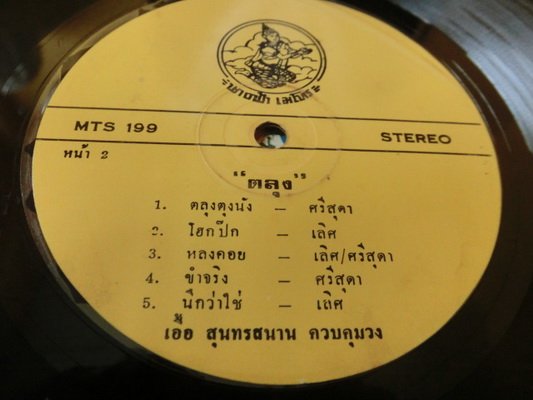 นางฟ้า เมโทร
MTS 199
STEREO
หน้า 2
"ตลุง"
1. ตลุงตุงนัง — ศรีสุดา
2. โฮกป๊ก — เลิศ
3. หลงคอย — เลิศ/ศรีสุดา
4. ขำจริง — ศรีสุดา
5. นึกว่าใช่ — เลิศ
เอื้อ สุนทรสนาน ควบคุมวง